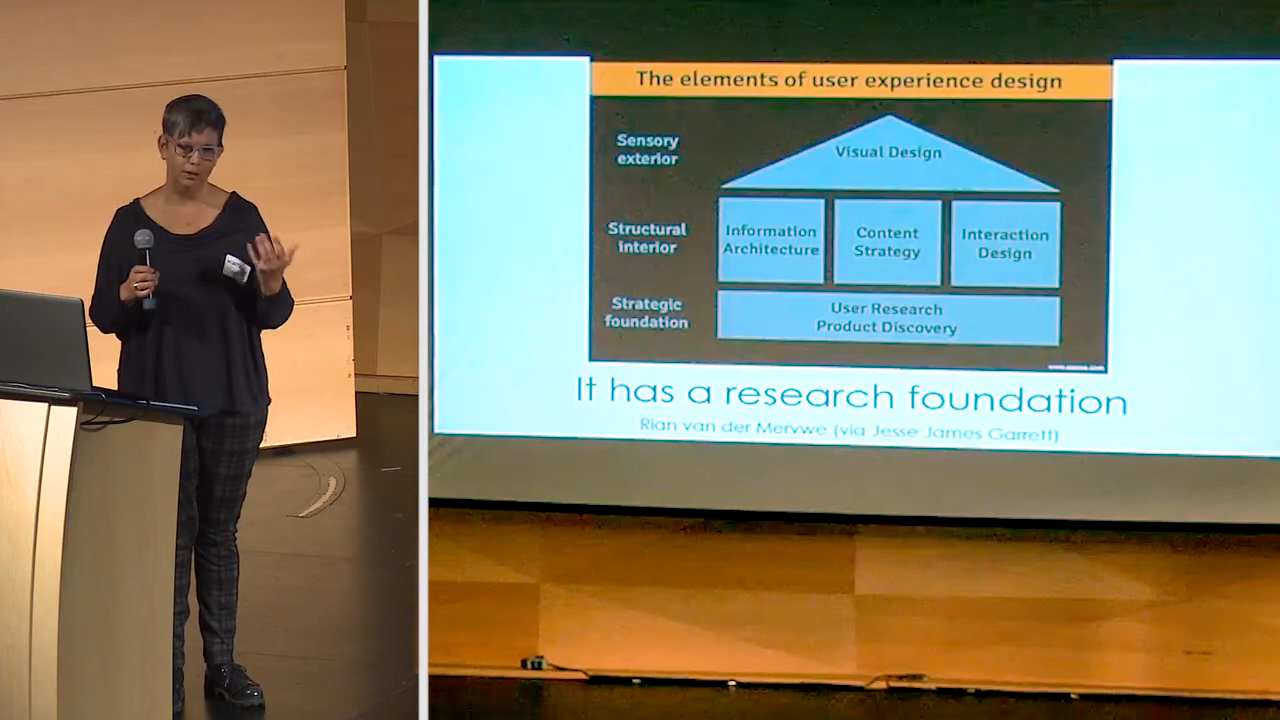 The elements of user experience design
Sensory
exterior
Visual Design
Structural
interior
Information
Architecture
Content
Strategy
Interaction
Design
Strategic
foundation
User Research
Product Discovery
It has a research foundation
Rian van der Mervwe (via Jesse James Garrett)